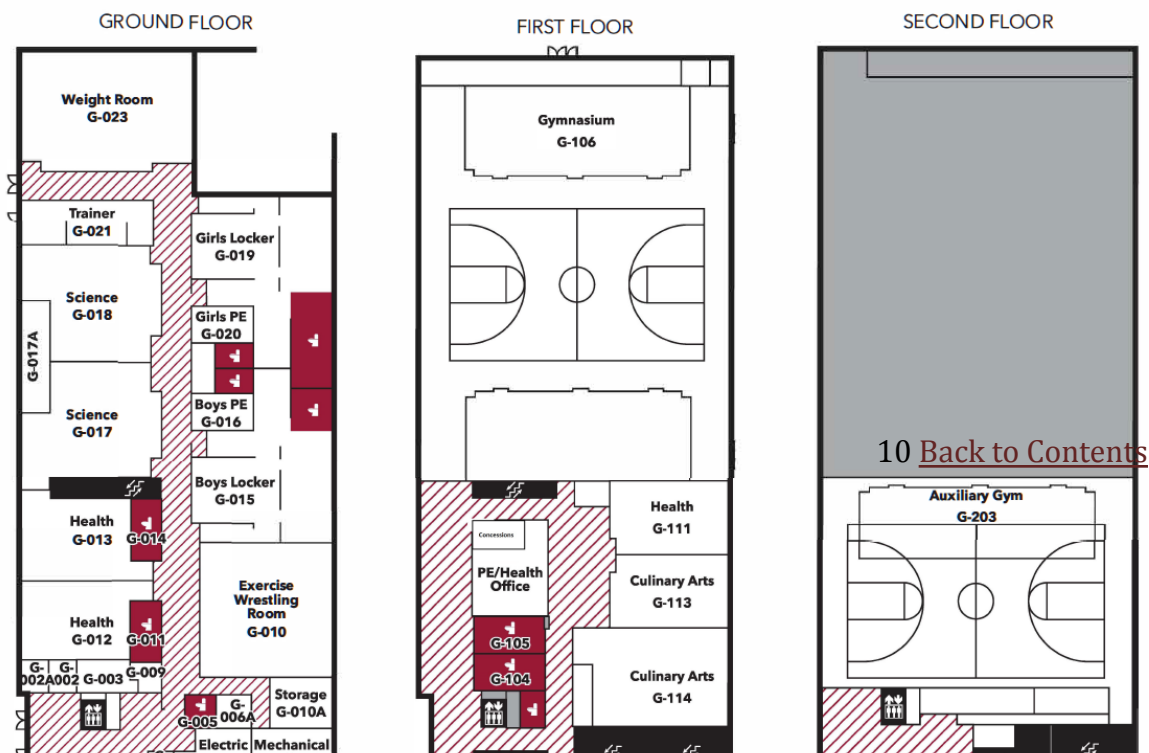 GROUND FLOOR
Weight Room
G-023
Trainer
G-021
Girls Locker
G-019
Science
G-018
G-017A
Girls PE
G-020
Boys PE
G-016
Science
G-017
Boys Locker
G-015
Health
G-013
G-014
Exercise
Wrestling
Room
G-010
Health
G-012
G-011
G-
002A
G-
002
G-003
G-009
G-005
G-
006A
Storage
G-010A
Electric
Mechanical
FIRST FLOOR
Gymnasium
G-106
Health
G-111
Concessions
PE/Health
Office
Culinary Arts
G-113
G-105
G-104
Culinary Arts
G-114
SECOND FLOOR
10 Back to Contents
Auxiliary Gym
G-203